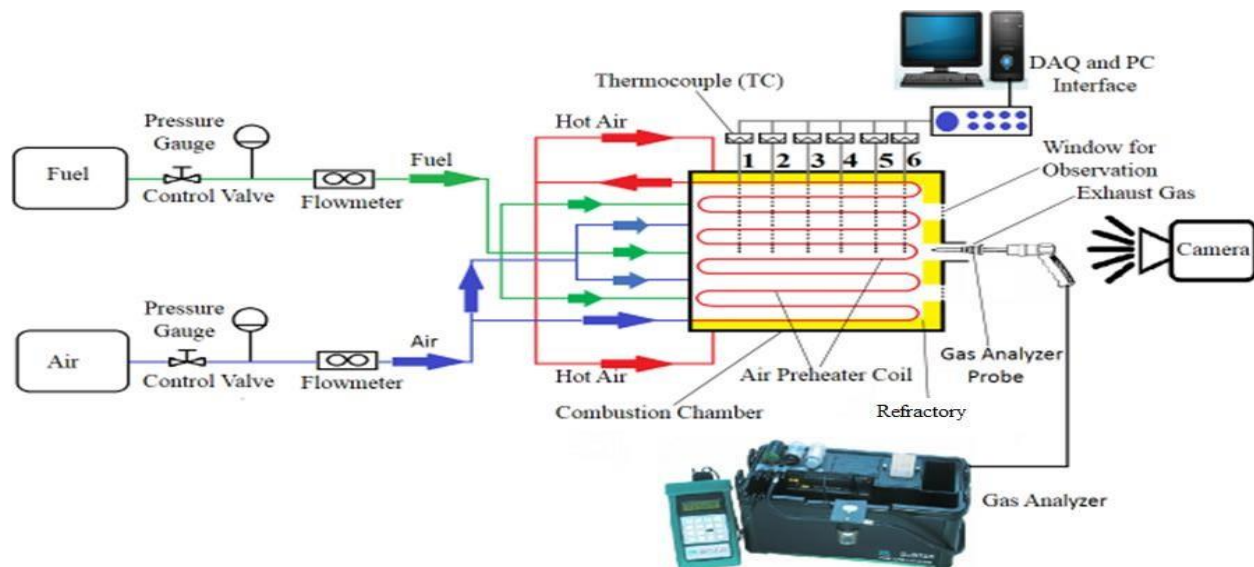 DAQ and PC
Interface
Thermocouple (TC)
Hot Air
Pressure
Gauge
Fuel
Fuel
Control Valve
Flowmeter
1 2 3 4 5 6
Window for
Observation
Exhaust Gas
Camera
Pressure
Gauge
Air
Air
Control Valve
Flowmeter
Hot Air
Air Preheater Coil
Gas Analyzer
Probe
Combustion Chamber
Refractory
Gas Analyzer